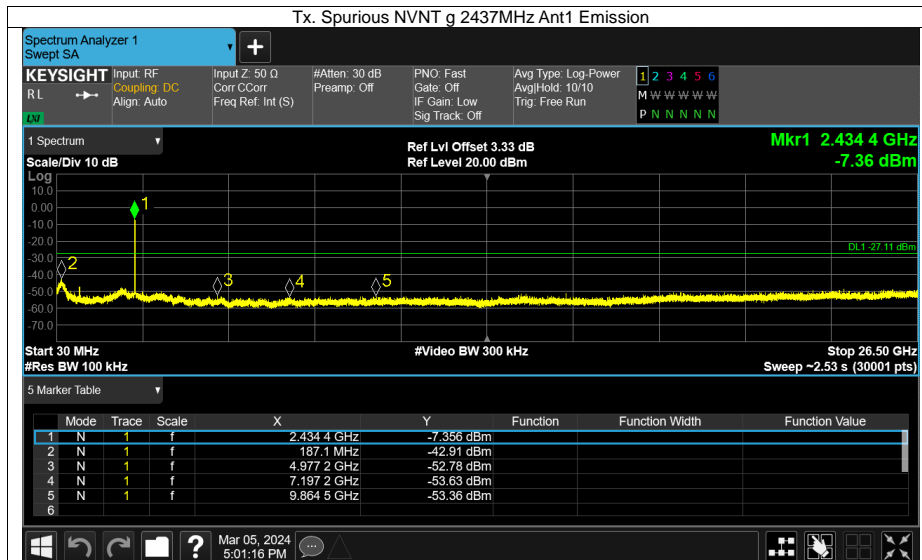 Tx. Spurious NVNT g 2437MHz Ant1 Emission
Spectrum Analyzer 1
Swept SA
+
KEYSIGHT
RL
LXI
Input: RF
Coupling: DC
Align: Auto
Input Z: 50 Ω
Corr CCorr
Freq Ref: Int (S)
#Atten: 30 dB
Preamp: Off
PNO: Fast
Gate: Off
IF Gain: Low
Sig Track: Off
Avg Type: Log-Power
Avg|Hold: 10/10
Trig: Free Run
1 2 3 4 5 6
M W W W W W
P N N N N N
1 Spectrum
Scale/Div 10 dB
Ref Lvl Offset 3.33 dB
Ref Level 20.00 dBm
Mkr1 2.434 4 GHz
-7.36 dBm
Log
10.0
0.00
-10.0
-20.0
-30.0
-40.0
-50.0
-60.0
-70.0
1
2
3
4
5
DL1 -27.11 dBm
Start 30 MHz
#Res BW 100 kHz
#Video BW 300 kHz
Stop 26.50 GHz
Sweep ~2.53 s (30001 pts)
5 Marker Table
Mode Trace Scale X Y Function Function Width Function Value
1 N 1 f 2.434 4 GHz -7.356 dBm
2 N 1 f 187.1 MHz -42.91 dBm
3 N 1 f 4.977 2 GHz -52.78 dBm
4 N 1 f 7.197 2 GHz -53.63 dBm
5 N 1 f 9.864 5 GHz -53.36 dBm
6
?
Mar 05, 2024
5:01:16 PM